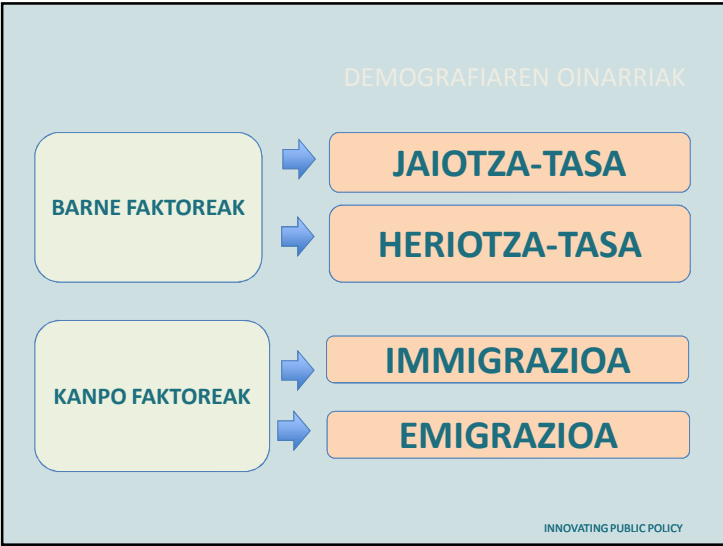 DEMOGRAFIAREN OINARRIAK
BARNE FAKTOREAK
JAIOTZA-TASA
HERIOTZA-TASA
KANPO FAKTOREAK
IMMIGRAZIOA
EMIGRAZIOA
INNOVATING PUBLIC POLICY